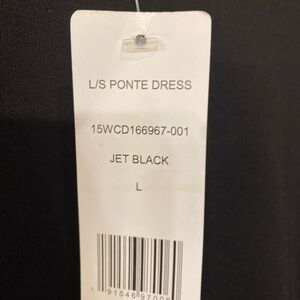 L/S PONTE DRESS
15WCD166967-001
JET BLACK
L